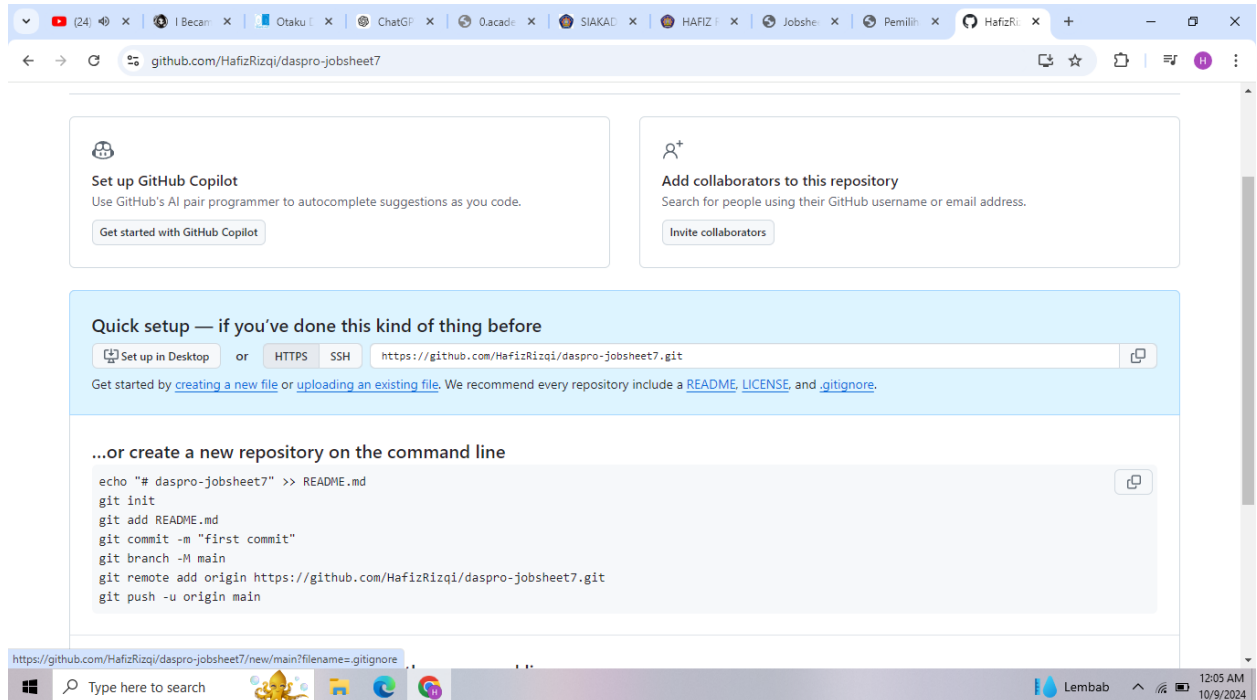 (24)
I Becam
Otaku D
ChatGP
0.acade
SIAKAD
HAFIZ F
Jobshe
Pemilih
HafizRi
github.com/HafizRizqi/daspro-jobsheet7
H
Set up GitHub Copilot
Use GitHub's AI pair programmer to autocomplete suggestions as you code.
Get started with GitHub Copilot
Add collaborators to this repository
Search for people using their GitHub username or email address.
Invite collaborators
Quick setup — if you've done this kind of thing before
Set up in Desktop or HTTPS SSH https://github.com/HafizRizqi/daspro-jobsheet7.git
Get started by creating a new file or uploading an existing file. We recommend every repository include a README, LICENSE, and .gitignore.
...or create a new repository on the command line
echo "# daspro-jobsheet7" >> README.md
git init
git add README.md
git commit -m "first commit"
git branch -M main
git remote add origin https://github.com/HafizRizqi/daspro-jobsheet7.git
git push -u origin main
https://github.com/HafizRizqi/daspro-jobsheet7/new/main?filename=.gitignore
Type here to search
H
Lembab
12:05 AM
10/9/2024